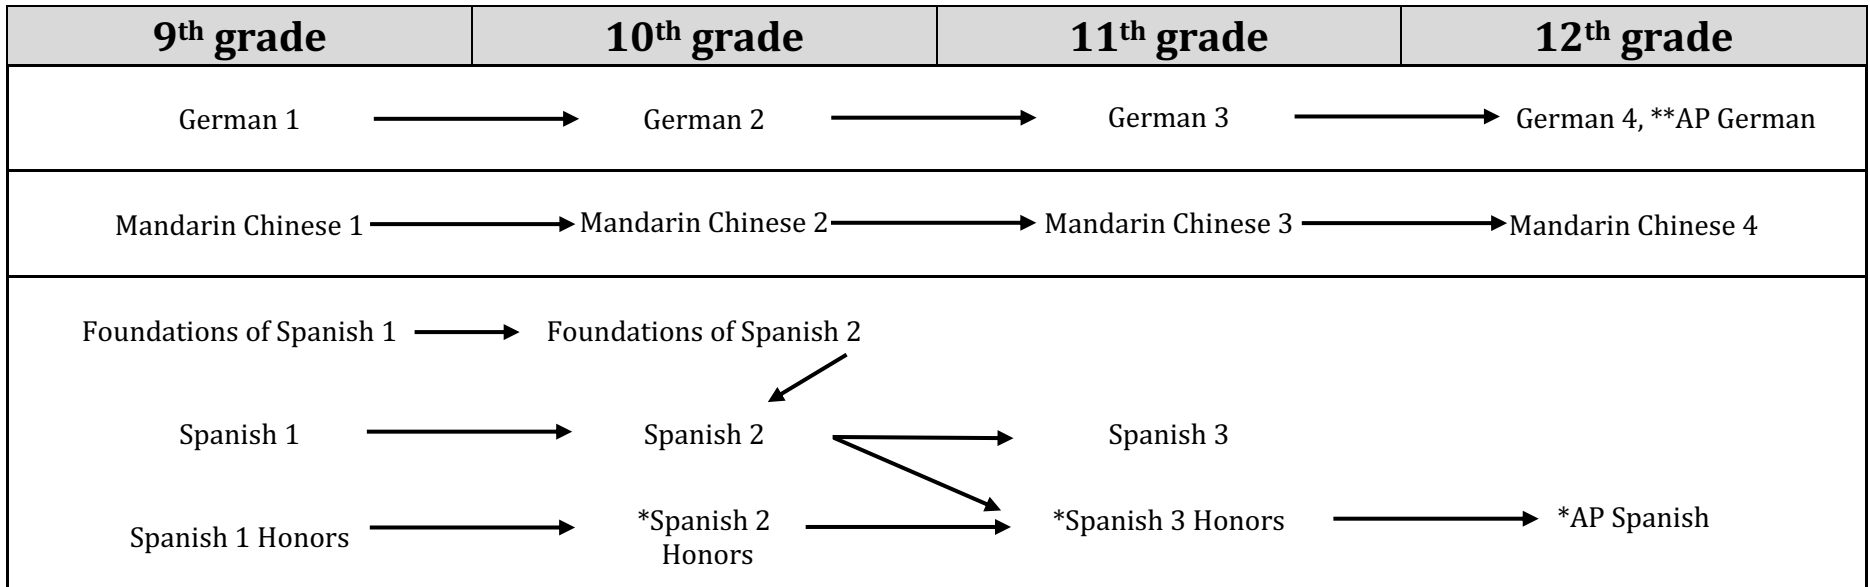 9th grade 10th grade 11th grade 12th grade
German 1 German 2 German 3 German 4, **AP German
Mandarin Chinese 1 Mandarin Chinese 2 Mandarin Chinese 3 Mandarin Chinese 4
Foundations of Spanish 1 Foundations of Spanish 2
Spanish 1 Spanish 2 Spanish 3
Spanish 1 Honors *Spanish 2 Honors *Spanish 3 Honors *AP Spanish